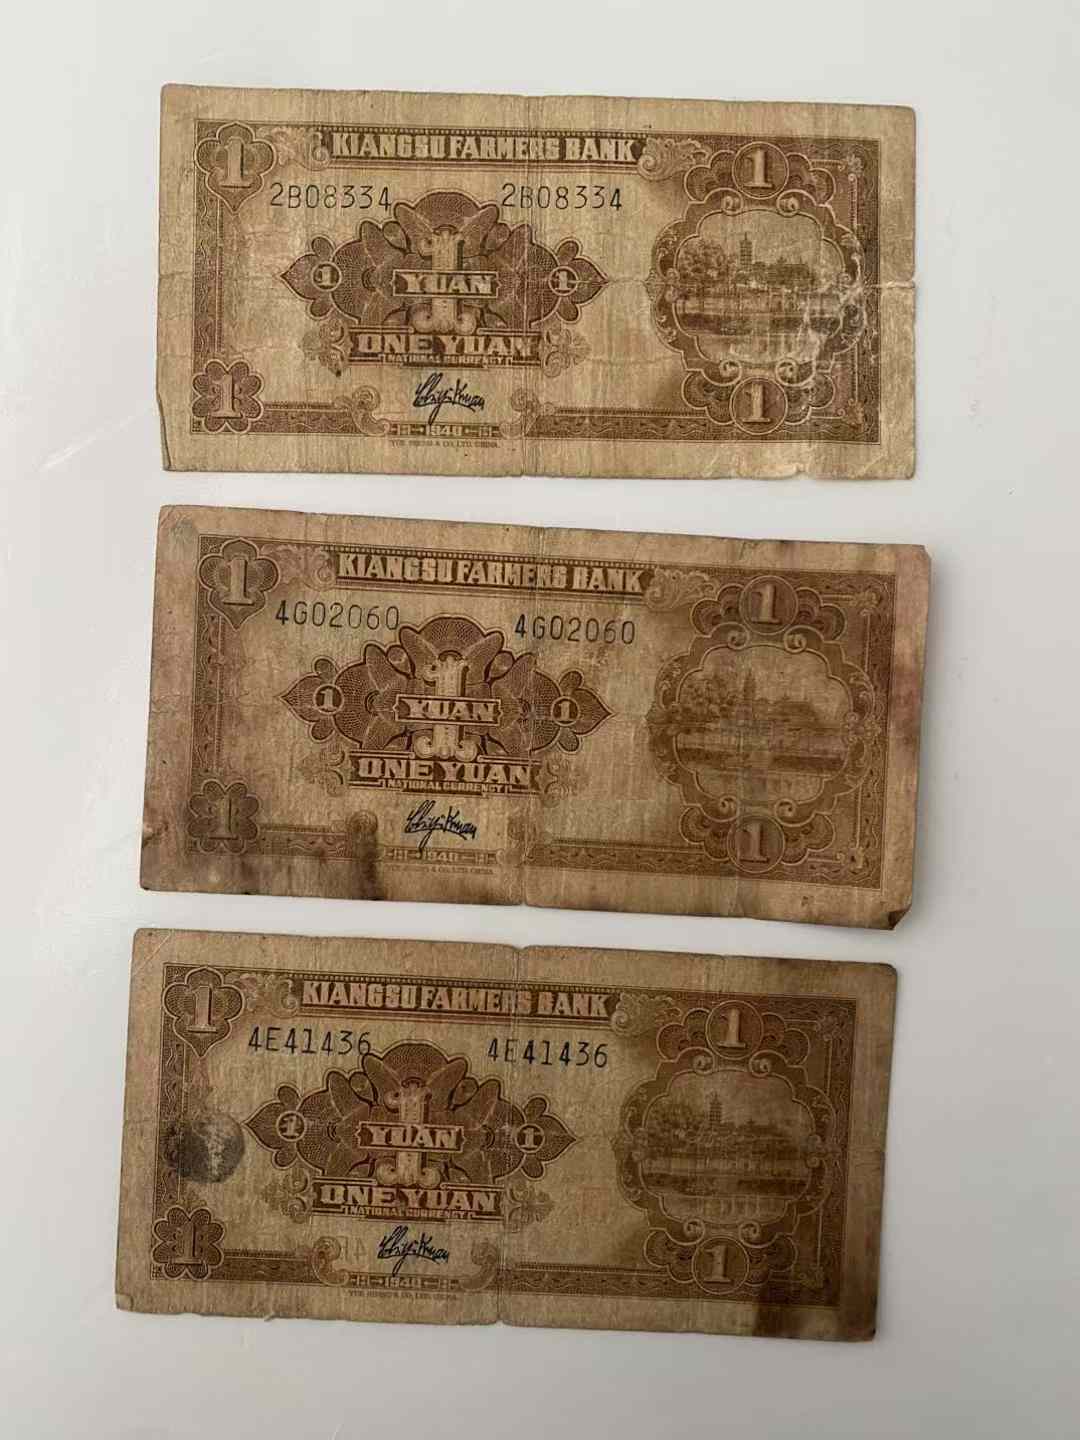 1 KIANGSU FARMERS BANK 1
2B08334 2B08334
1 YUAN 1
ONE YUAN
NATIONAL CURRENCY
1 1940 1
1 KIANGSU FARMERS BANK 1
4G02060 4G02060
1 YUAN 1
ONE YUAN
NATIONAL CURRENCY
1 1940 1
1 KIANGSU FARMERS BANK 1
4E41436 4E41436
1 YUAN 1
ONE YUAN
NATIONAL CURRENCY
1 1940 1